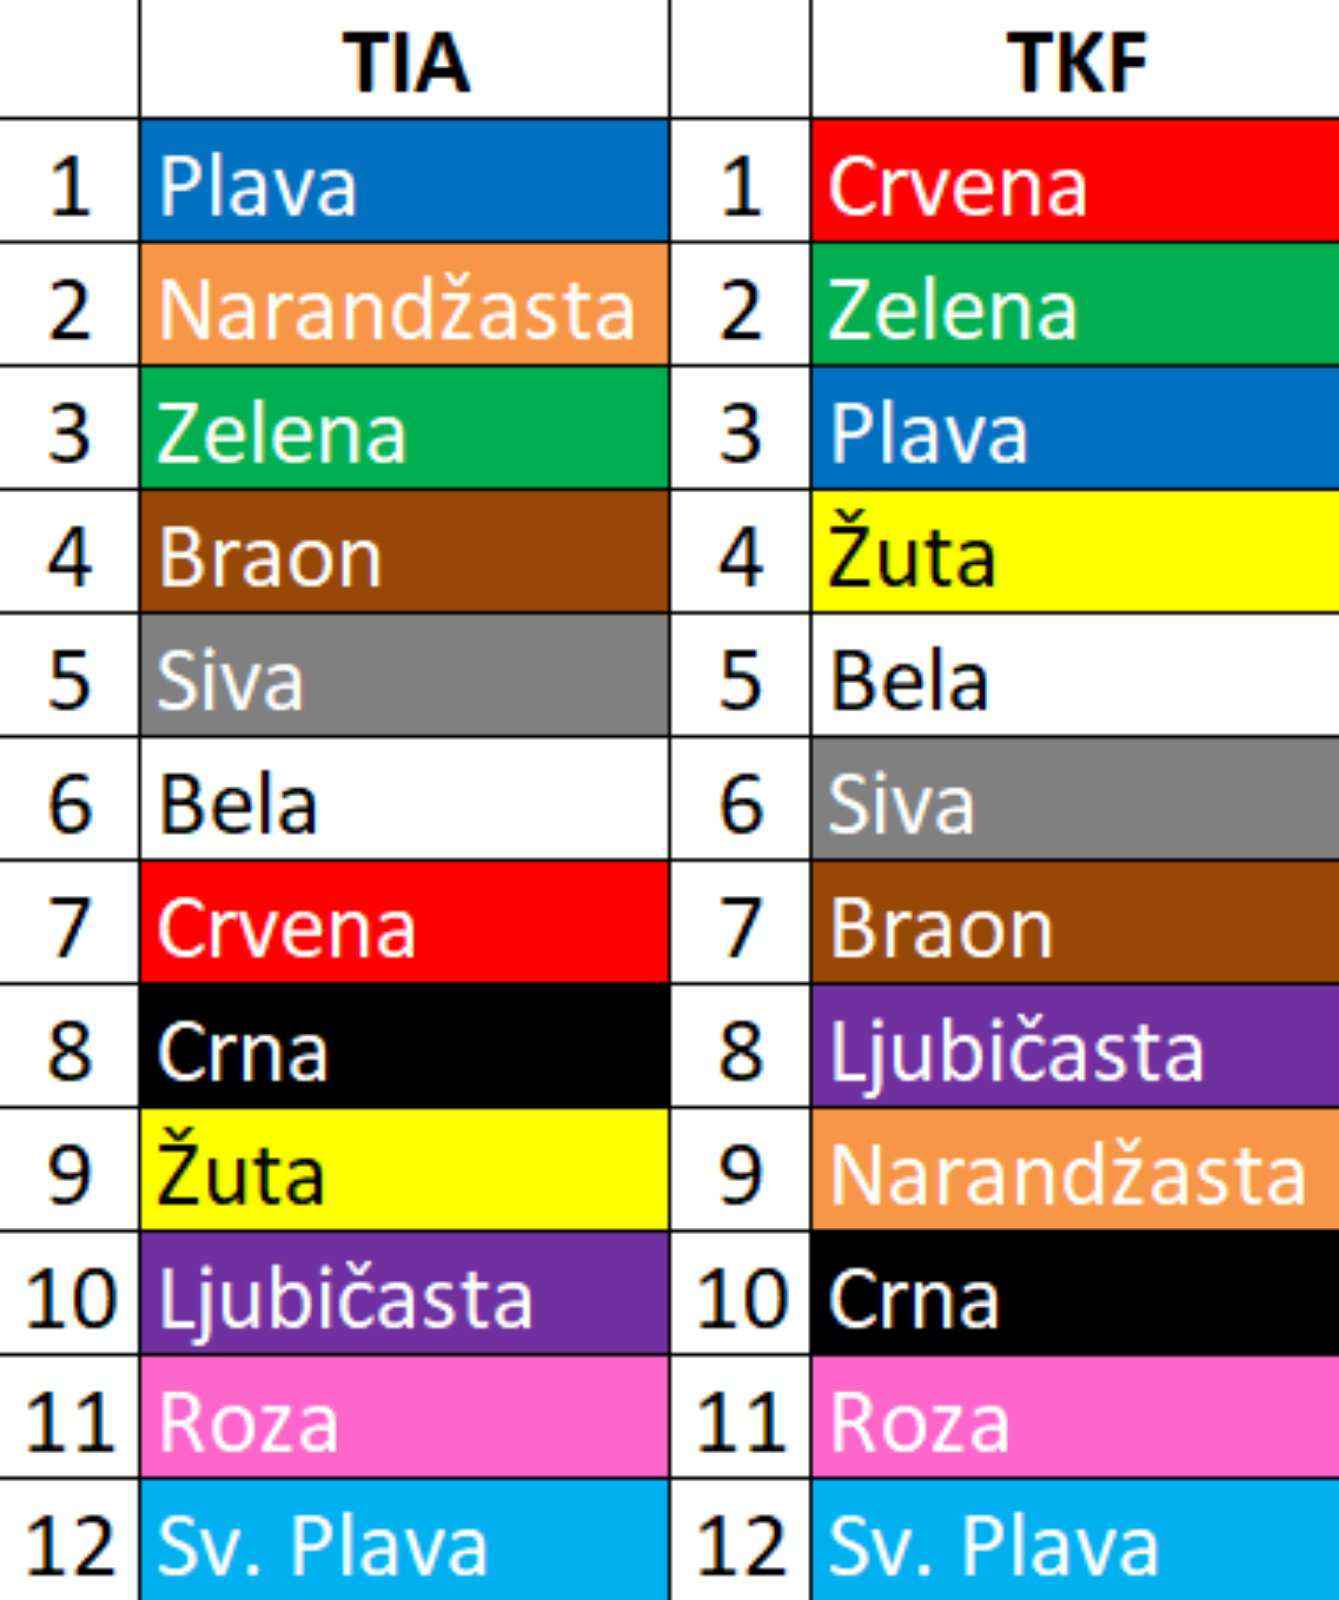 TIA TKF
1 Plava 1 Crvena
2 Narandžasta 2 Zelena
3 Zelena 3 Plava
4 Braon 4 Žuta
5 Siva 5 Bela
6 Bela 6 Siva
7 Crvena 7 Braon
8 Crna 8 Ljubičasta
9 Žuta 9 Narandžasta
10 Ljubičasta 10 Crna
11 Roza 11 Roza
12 Sv. Plava 12 Sv. Plava